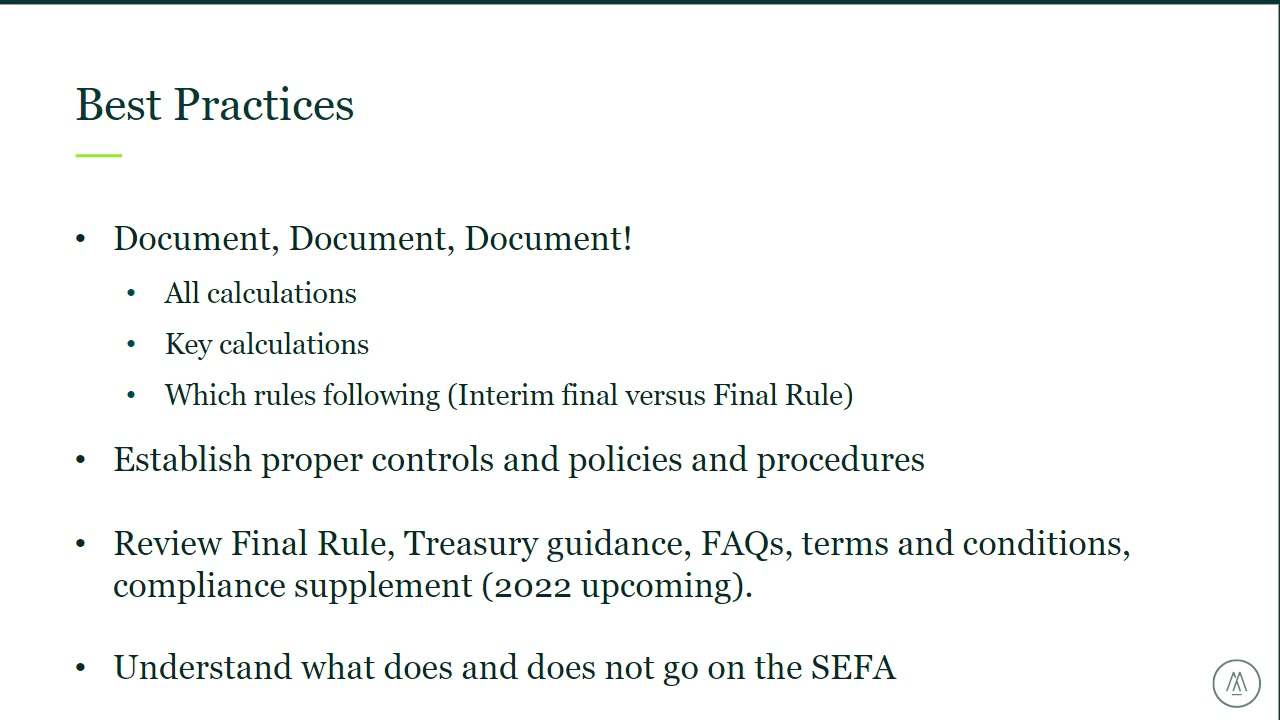 Best Practices
• Document, Document, Document!
• All calculations
• Key calculations
• Which rules following (Interim final versus Final Rule)
• Establish proper controls and policies and procedures
• Review Final Rule, Treasury guidance, FAQs, terms and conditions,
compliance supplement (2022 upcoming).
• Understand what does and does not go on the SEFA